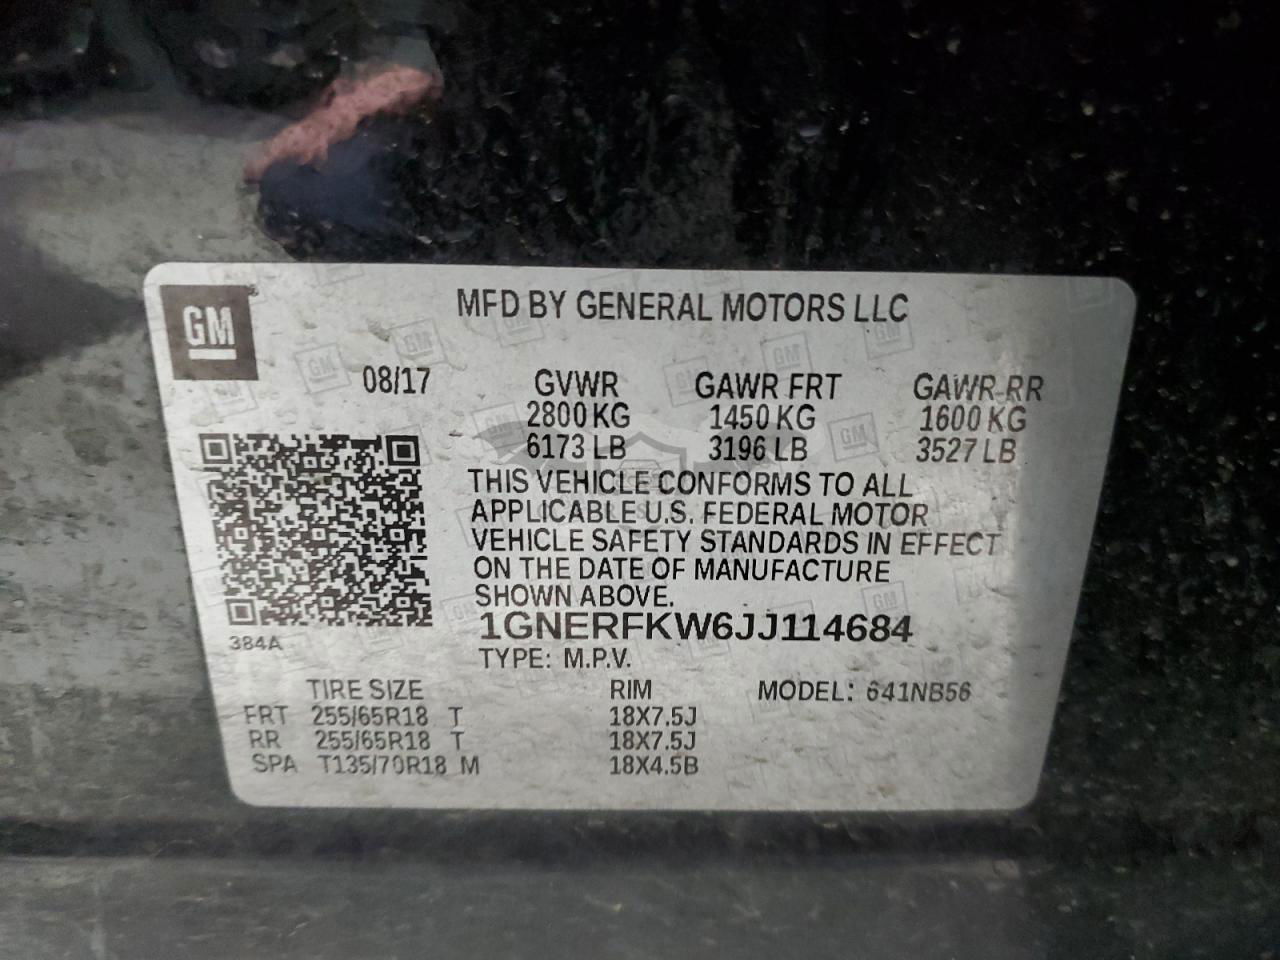 GM
MFD BY GENERAL MOTORS LLC
08/17 GVWR GAWR FRT GAWR RR
2800 KG 1450 KG 1600 KG
6173 LB 3196 LB 3527 LB
THIS VEHICLE CONFORMS TO ALL
APPLICABLE U.S. FEDERAL MOTOR
VEHICLE SAFETY STANDARDS IN EFFECT
ON THE DATE OF MANUFACTURE
SHOWN ABOVE.
1GNERFKW6JJ114684
384A
TYPE: M.P.V.
TIRE SIZE RIM MODEL: 641NB56
FRT 255/65R18 T 18X7.5J
RR 255/65R18 T 18X7.5J
SPA T135/70R18 M 18X4.5B